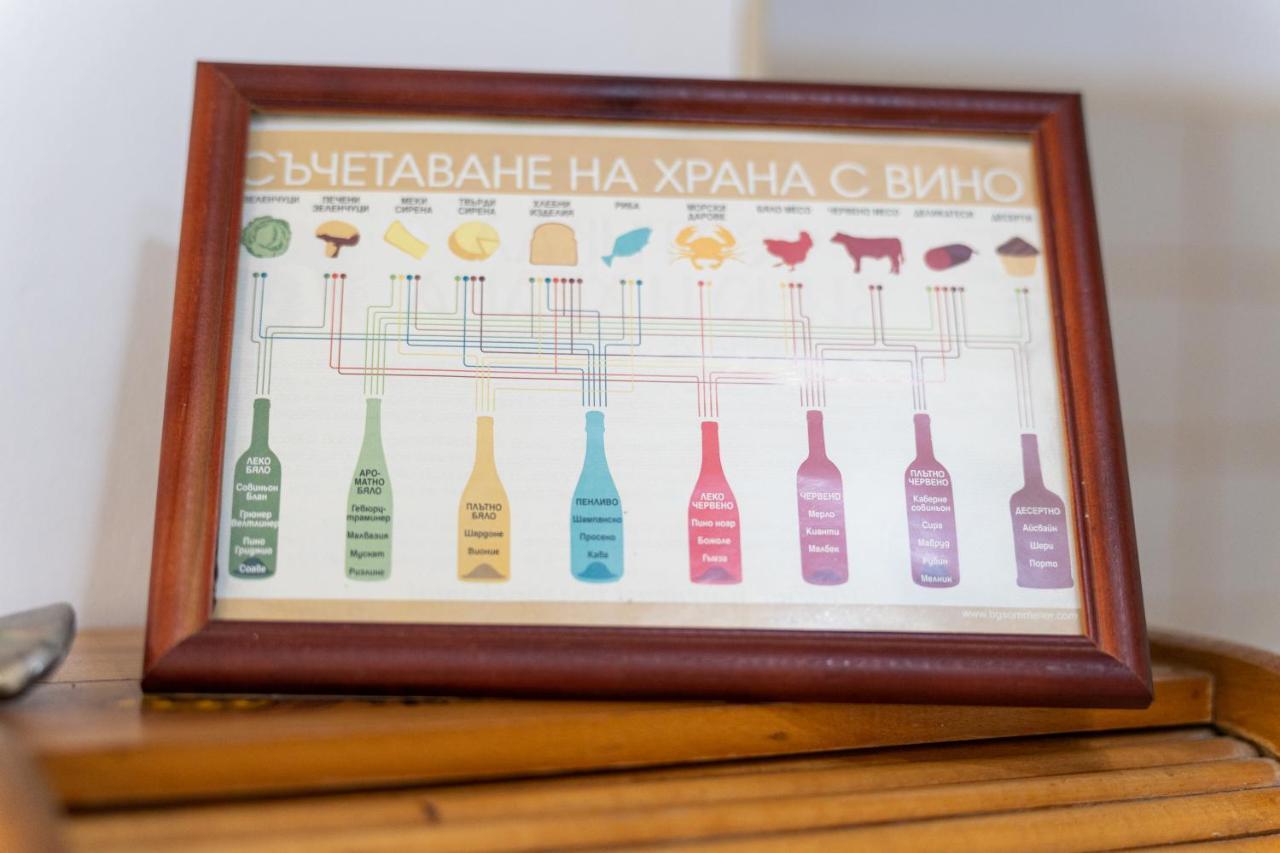 СЪЧЕТАВАНЕ НА ХРАНА С ВИНО
ЗЕЛЕНЧУЦИ
ПЕЧЕНИ
ЗЕЛЕНЧУЦИ
МЕКИ
СИРЕНА
ТВЪРДИ
СИРЕНА
ХЛЕБНИ
ИЗДЕЛИЯ
РИБА
МОРСКИ
ДАРОВЕ
БЯЛО МЕСО
ЧЕРВЕНО МЕСО
ДЕЛИКАТЕСИ
ДЕСЕРТИ
ЛЕКО
БЯЛО
Совиньон
Блан
Грюнер
Велтлинер
Пино
Гриджио
Соаве
АРО-
МАТНО
БЯЛО
Гевюрц-
траминер
Малвазия
Мускат
Ризлинг
ПЛЪТНО
БЯЛО
Шардоне
Вионие
ПЕНЛИВО
Шампанско
Просеко
Кава
ЛЕКО
ЧЕРВЕНО
Пино ноар
Божоле
Гъмза
ЧЕРВЕНО
Мерло
Кианти
Малбек
ПЛЪТНО
ЧЕРВЕНО
Каберне
совиньон
Сира
Мавруд
Рубин
Мелник
ДЕСЕРТНО
Айсвайн
Шери
Порто
www.bgsommelier.com